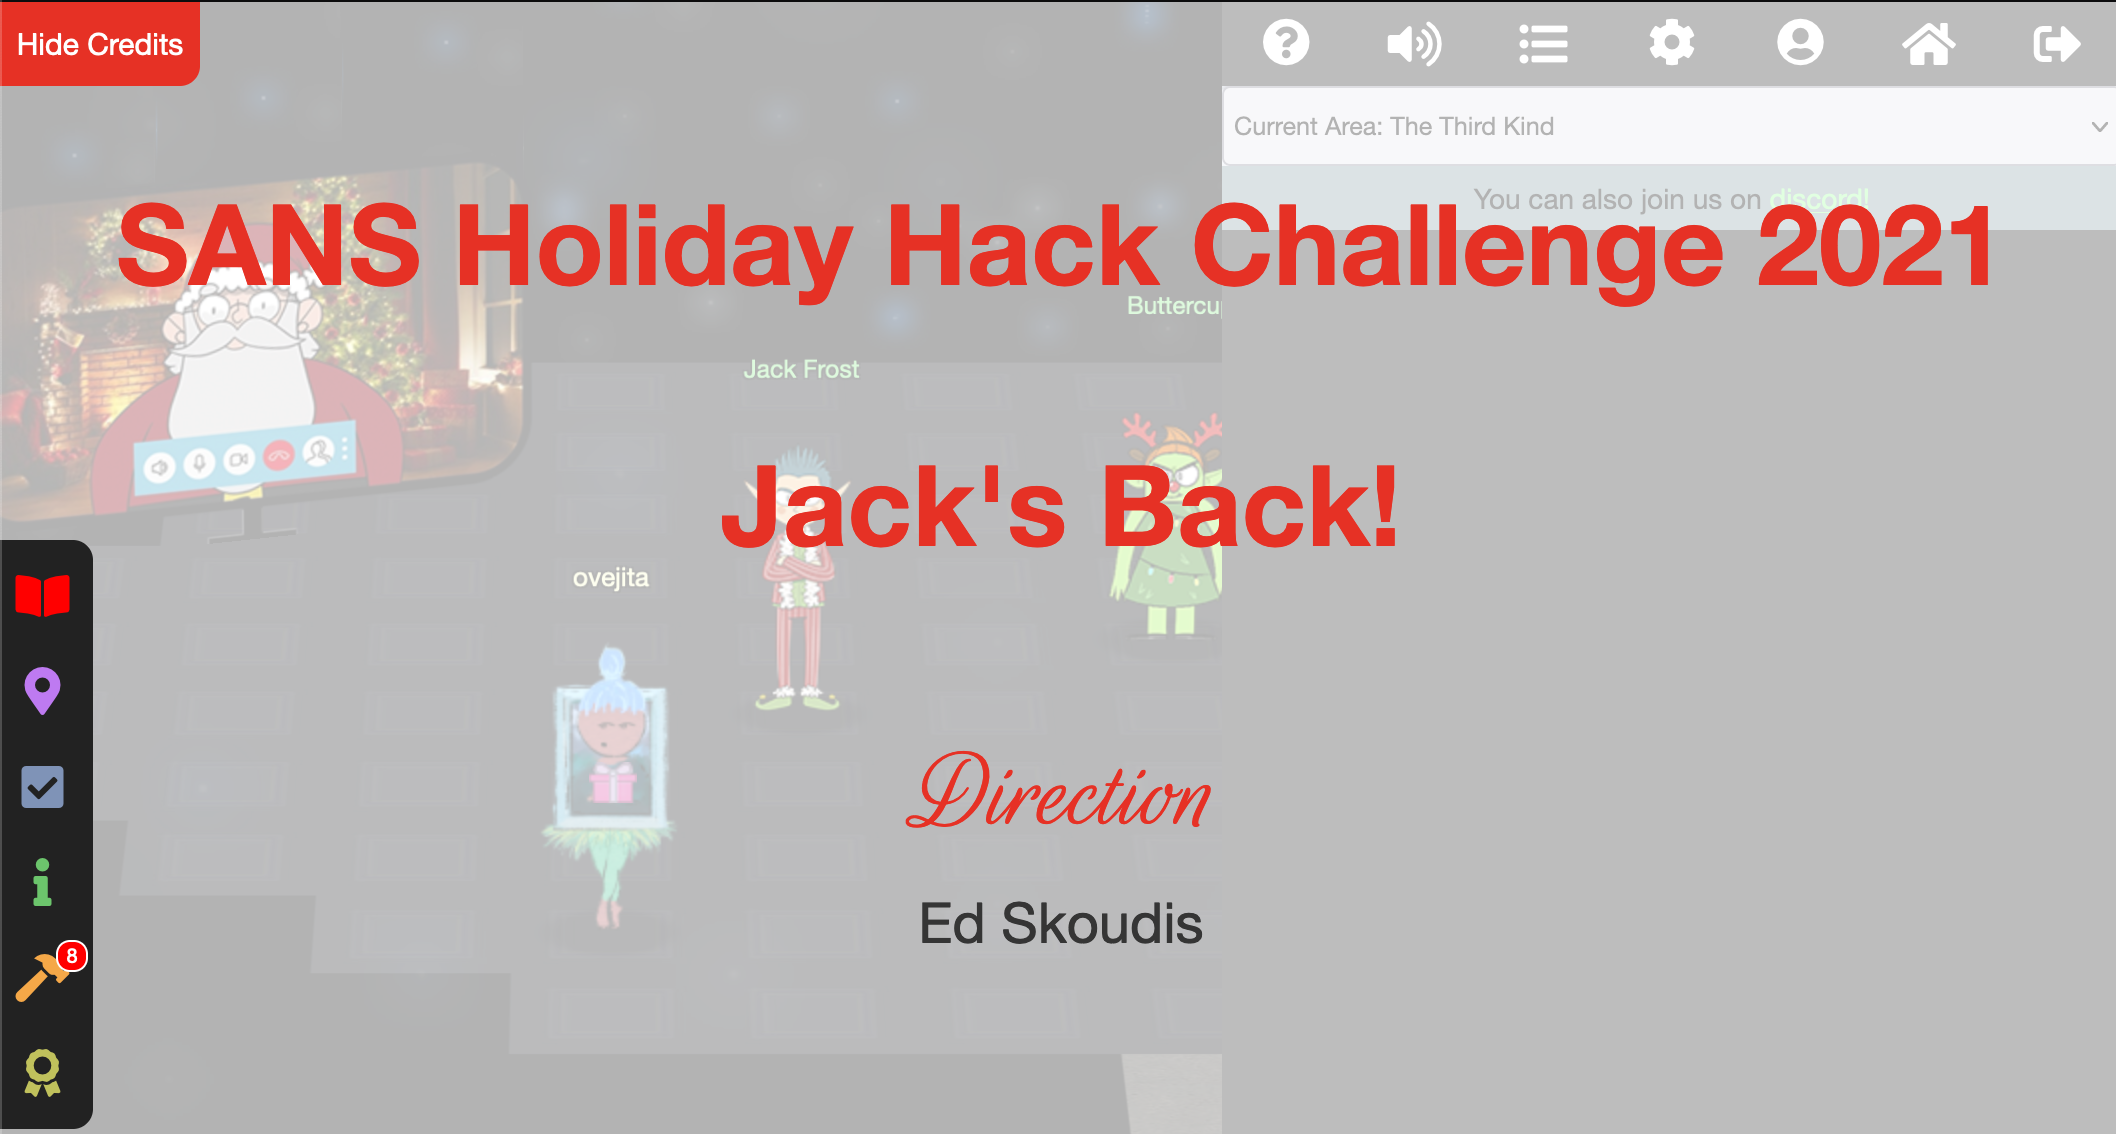 Hide Credits
Current Area: The Third Kind
You can also join us on discord!
SANS Holiday Hack Challenge 2021
Jack Frost
Jack's Back!
ovejita
Direction
Ed Skoudis
8